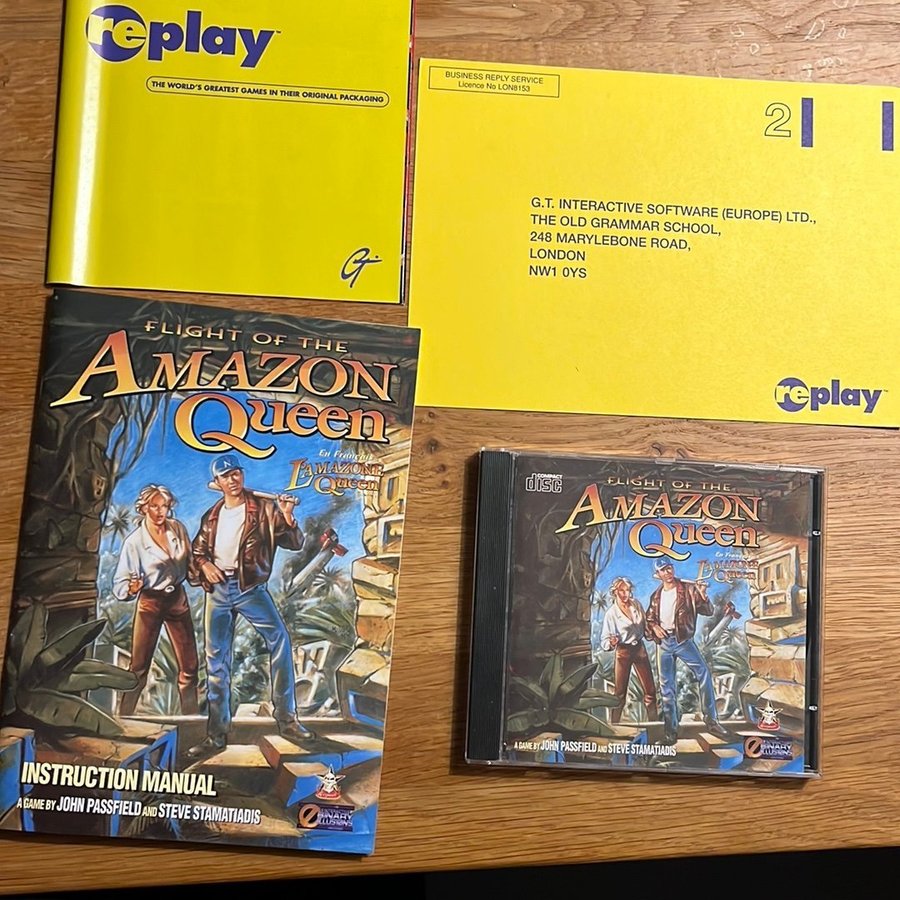 replay™
THE WORLD'S GREATEST GAMES IN THEIR ORIGINAL PACKAGING
BUSINESS REPLY SERVICE
Licence No LON8153
2
G.T. INTERACTIVE SOFTWARE (EUROPE) LTD.,
THE OLD GRAMMAR SCHOOL,
248 MARYLEBONE ROAD,
LONDON
NW1 0YS
replay™
FLIGHT OF THE
AMAZON
Queen
En Français
L'AMAZONE
Queen
N
INSTRUCTION MANUAL
A GAME BY JOHN PASSFIELD AND STEVE STAMATIADIS
BINARY
ILLUSIONS
COMPACT
disc
FLIGHT OF THE
AMAZON
Queen
En Français
L'AMAZONE
Queen
A GAME BY JOHN PASSFIELD AND STEVE STAMATIADIS
BINARY
ILLUSIONS